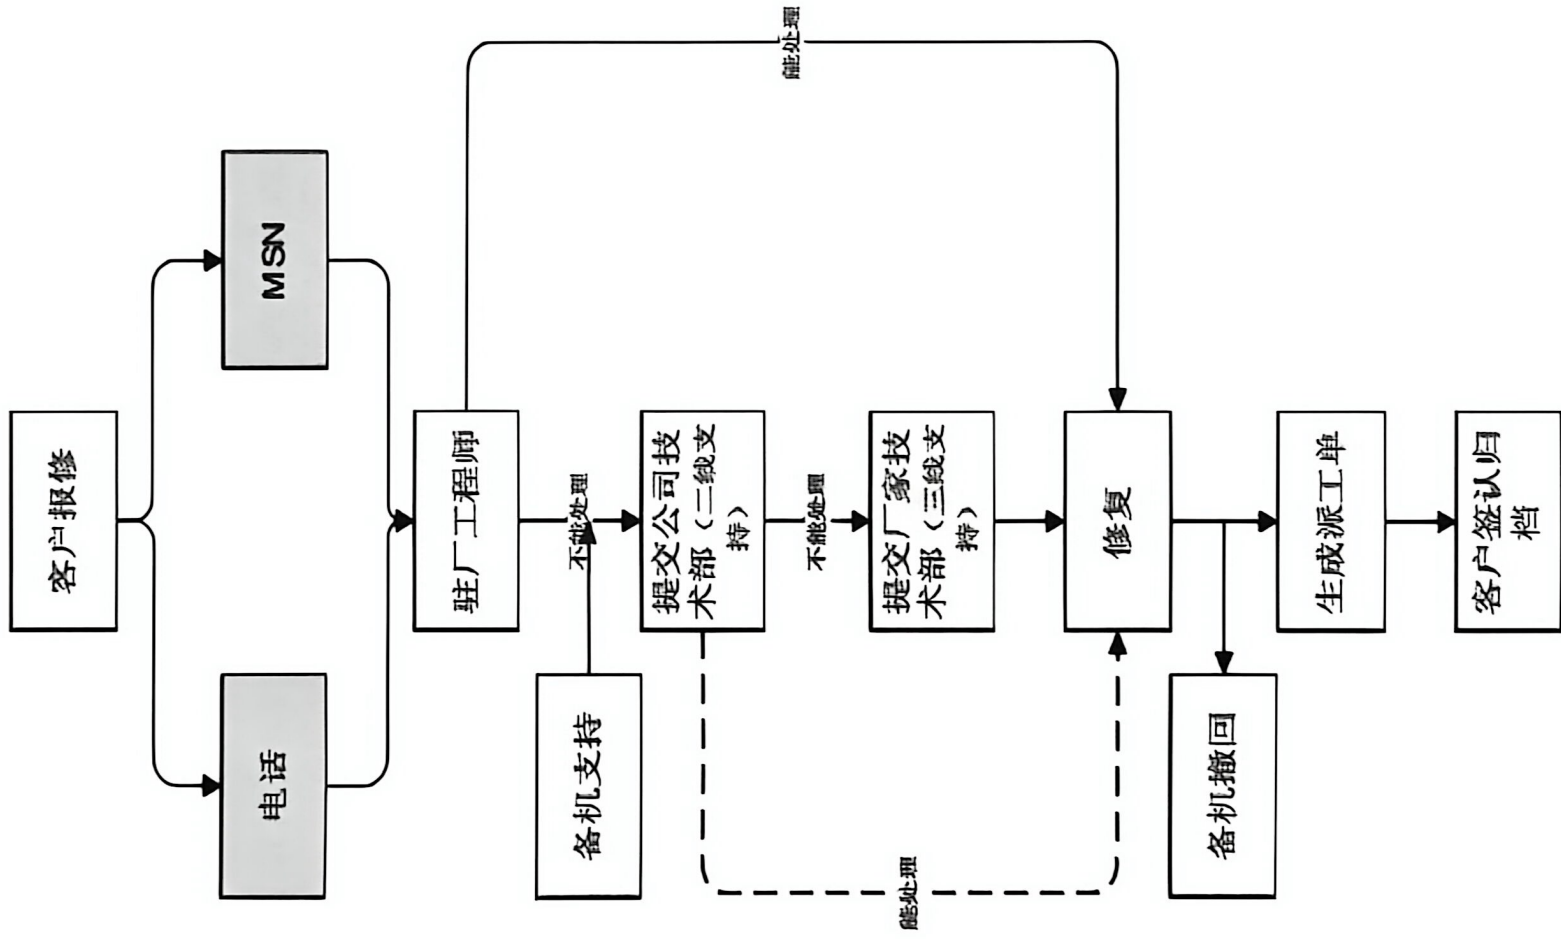 客户报修
电话
MSN
驻厂工程师
能处理
不能处理
备机支持
提交公司技
术部（二线支
持）
不能处理
能处理
提交厂家技
术部（三线支
持）
修复
备机撤回
生成派工单
客户签认归
档